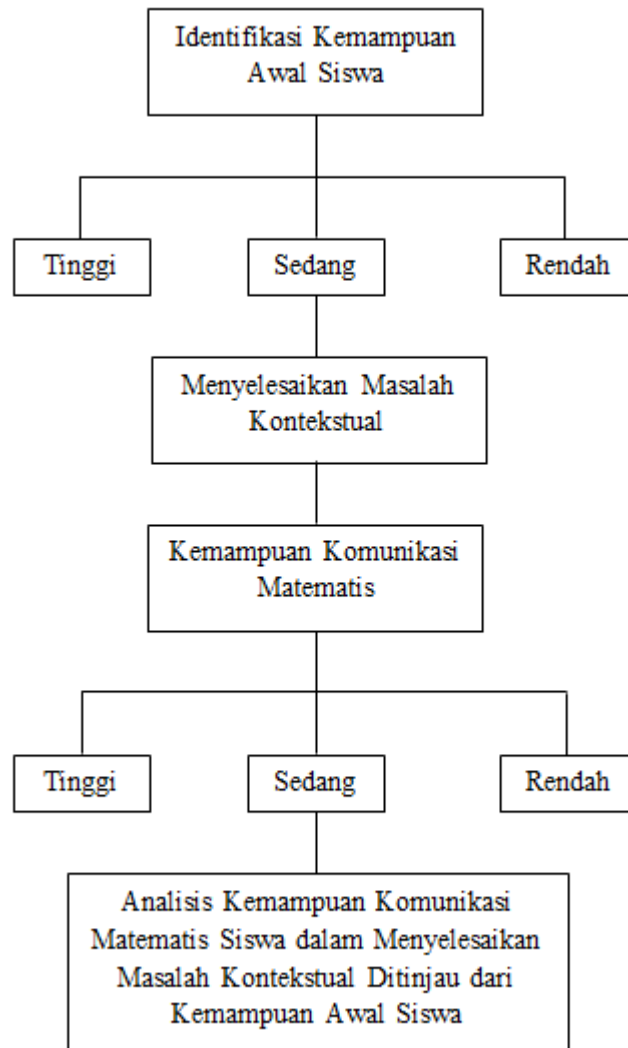 Identifikasi Kemampuan
Awal Siswa
Tinggi
Sedang
Rendah
Menyelesaikan Masalah
Kontekstual
Kemampuan Komunikasi
Matematis
Tinggi
Sedang
Rendah
Analisis Kemampuan Komunikasi
Matematis Siswa dalam Menyelesaikan
Masalah Kontekstual Ditinjau dari
Kemampuan Awal Siswa